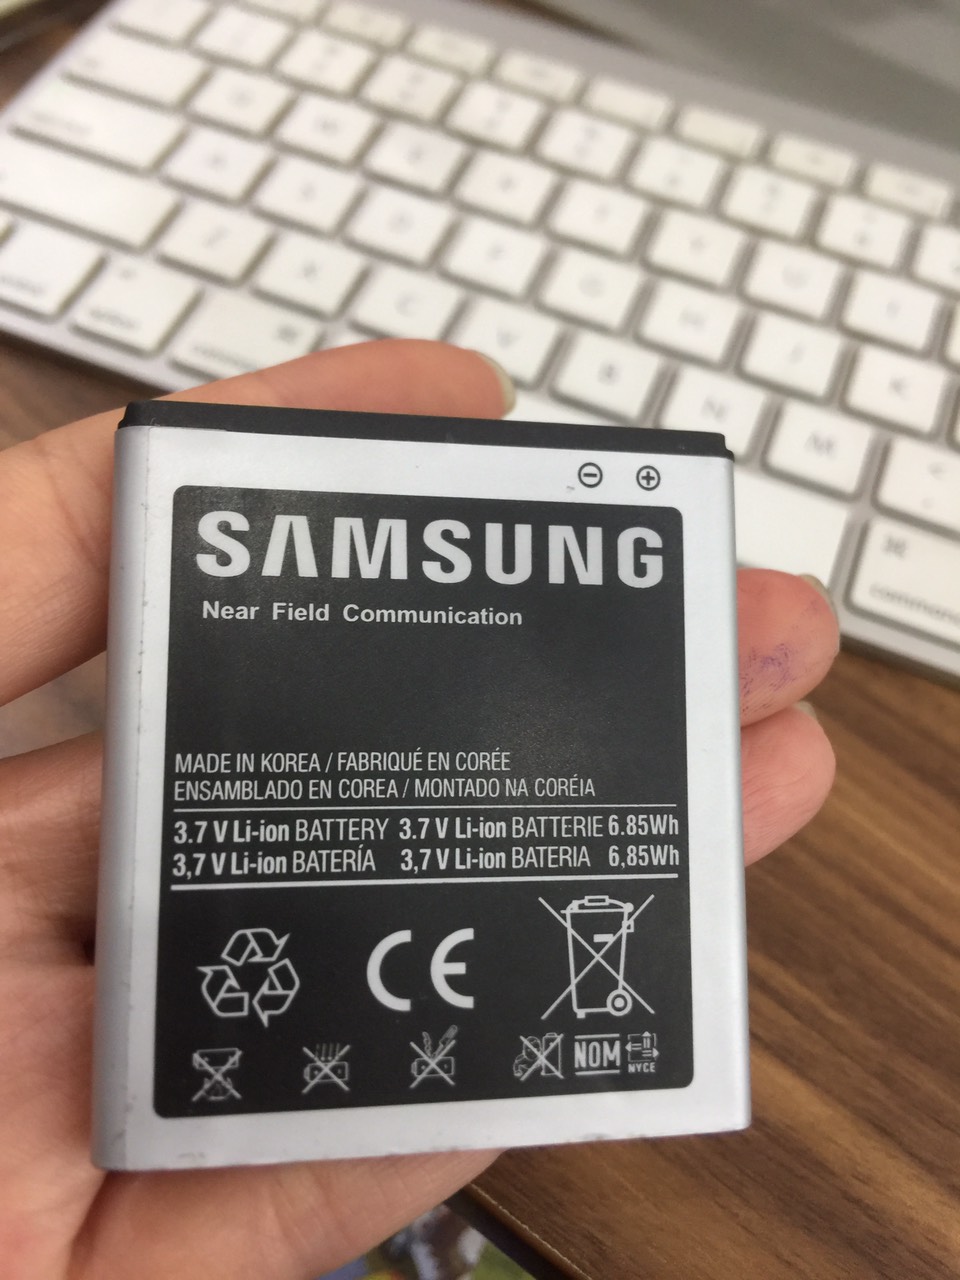 SAMSUNG
Near Field Communication
MADE IN KOREA / FABRIQUÉ EN CORÉE
ENSAMBLADO EN COREA / MONTADO NA CORÉIA
3.7 V Li-ion BATTERY 3.7 V Li-ion BATTERIE 6.85Wh
3,7 V Li-ion BATERÍA 3,7 V Li-ion BATERIA 6,85Wh
CE
NOM
NYCE